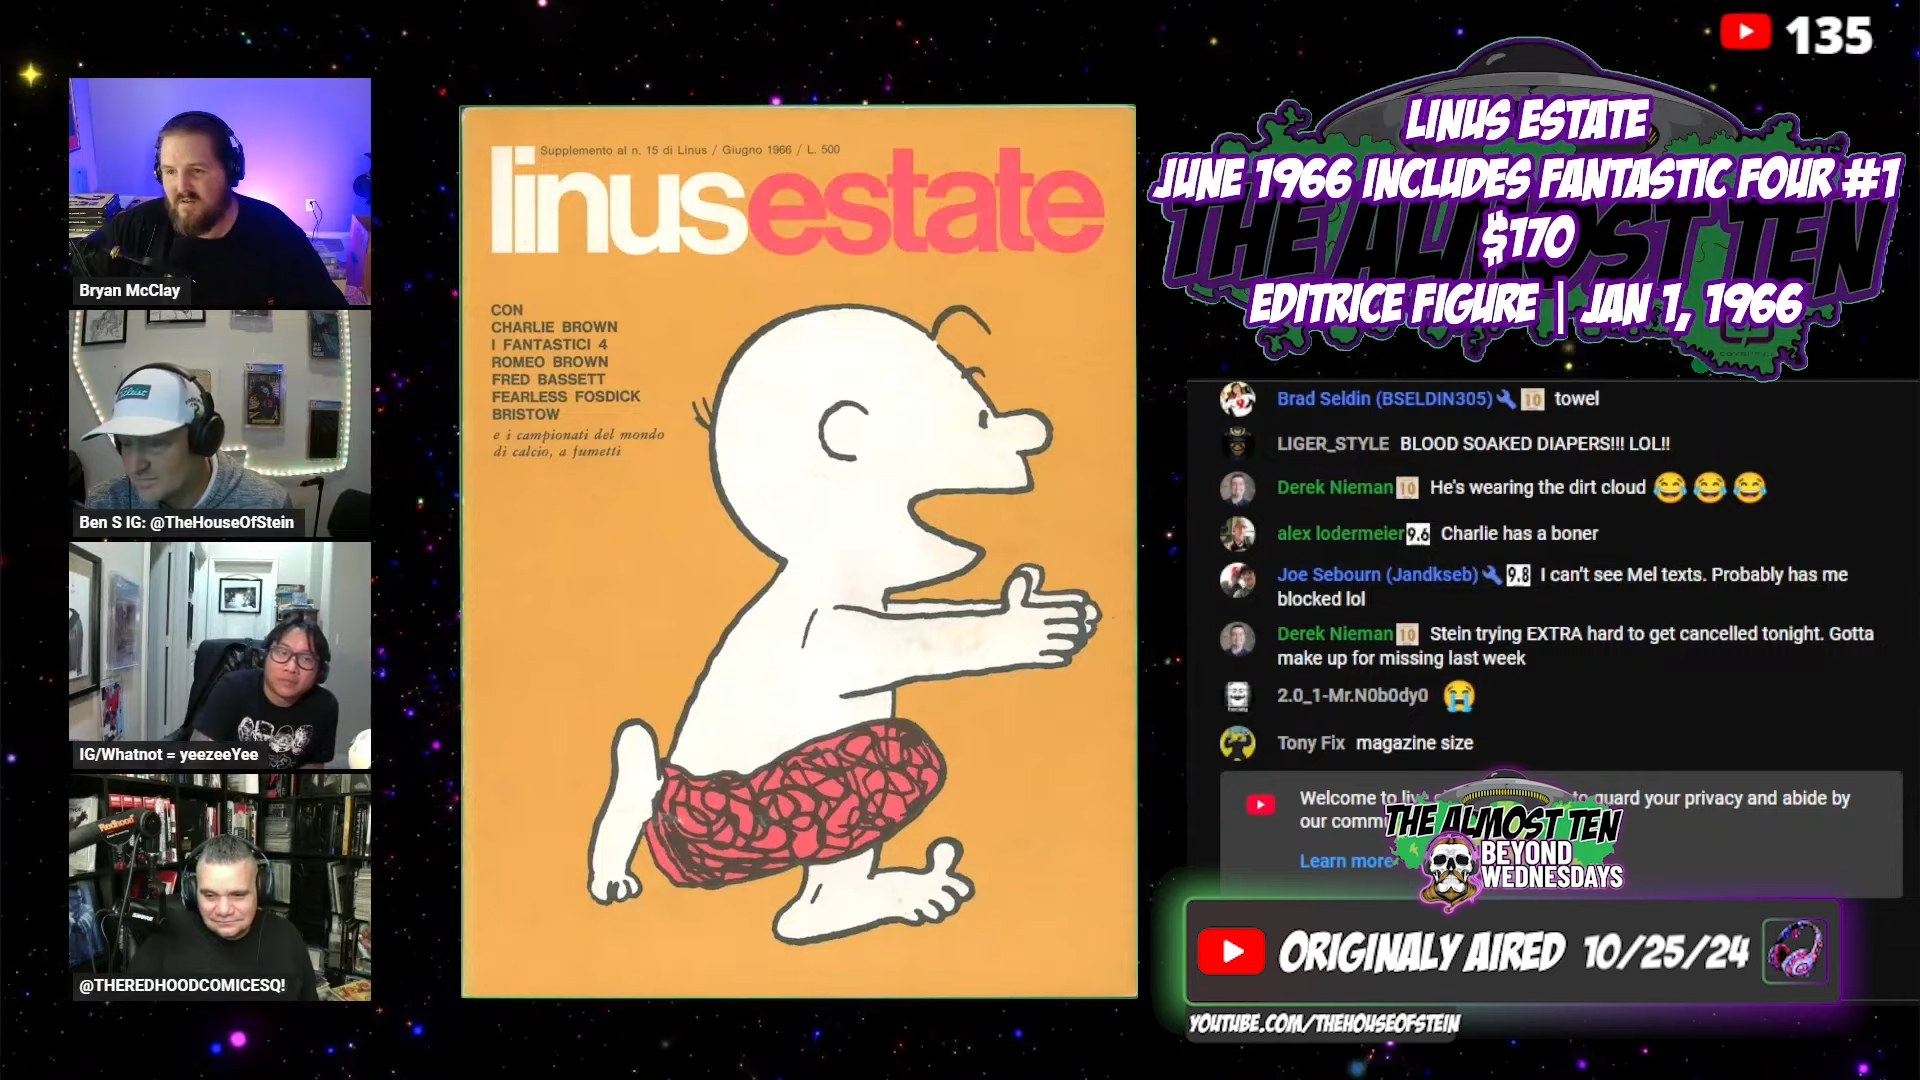 135
LINUS ESTATE
JUNE 1966 INCLUDES FANTASTIC FOUR #1
$170
EDITRICE FIGURE | JAN 1, 1966
THE ALMOST TEN
Supplemento al n. 15 di Linus / Giugno 1966 / L. 500
linusestate
CON
CHARLIE BROWN
I FANTASTICI 4
ROMEO BROWN
FRED BASSETT
FEARLESS FOSDICK
BRISTOW
e i campionati del mondo
di calcio, a fumetti
Bryan McClay
Titleist
Ben S IG: @TheHouseOfStein
IG/Whatnot = yeezeeYee
Redhood
@THEREDHOODCOMICESQ!
Brad Seldin (BSELDIN305) 10 towel
LIGER_STYLE BLOOD SOAKED DIAPERS!!! LOL!!
Derek Nieman 10 He's wearing the dirt cloud 😂 😂 😂
alex lodermeier 9.6 Charlie has a boner
Joe Sebourn (Jandkseb) 9.8 I can't see Mel texts. Probably has me
blocked lol
Derek Nieman 10 Stein trying EXTRA hard to get cancelled tonight. Gotta
make up for missing last week
2.0_1-Mr.N0b0dy0 😭
Tony Fix magazine size
Welcome to to guard your privacy and abide by
our
Learn more
THE ALMOST TEN
BEYOND
WEDNESDAYS
ORIGINALY AIRED 10/25/24
YOUTUBE.COM/THEHOUSEOFSTEIN